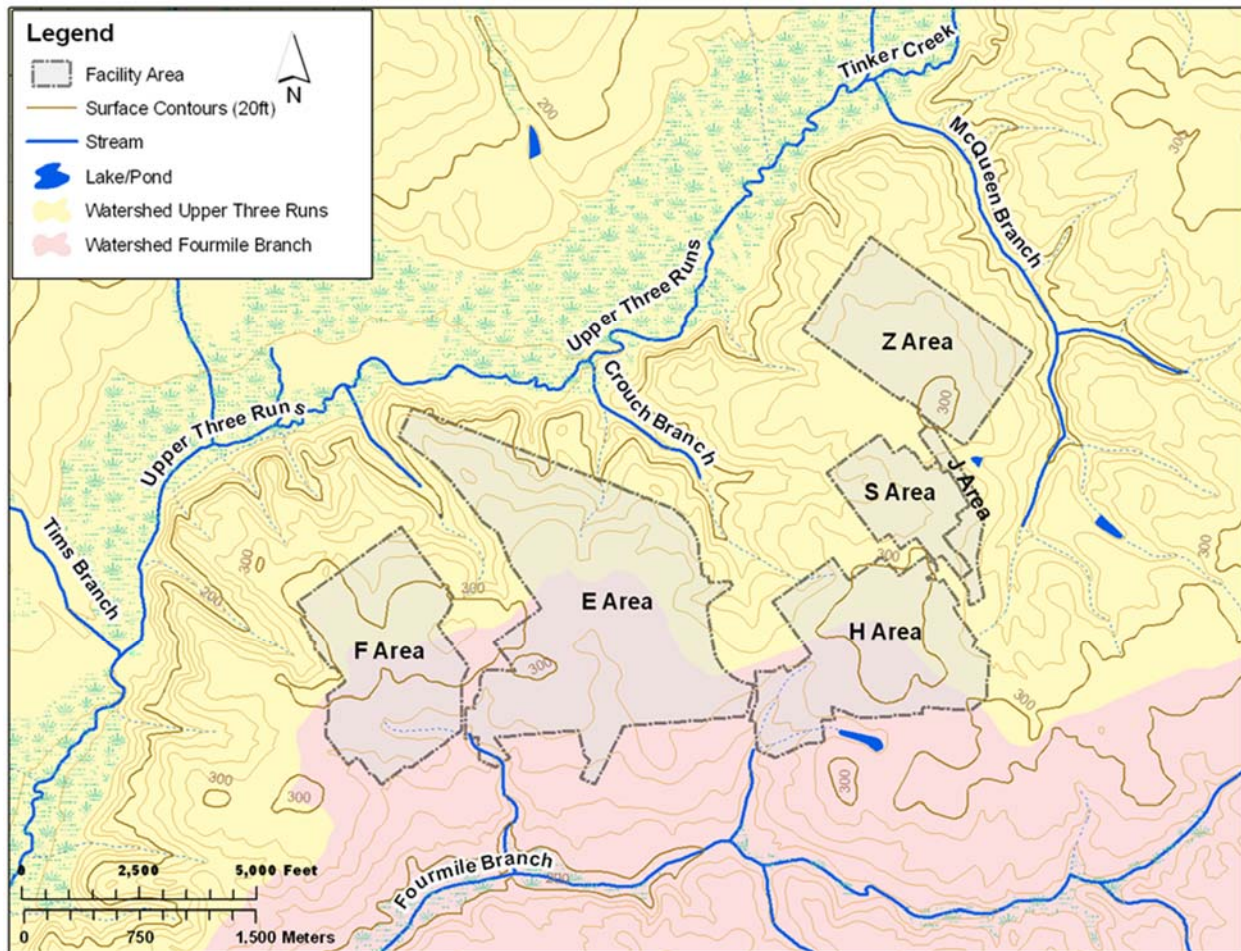 Legend
N
Facility Area
Surface Contours (20ft)
Stream
Lake/Pond
Watershed Upper Three Runs
Watershed Fourmile Branch
Tinker Creek
200
McQueen Branch
300
Upper Three Runs
Z Area
Crouch Branch
300
Upper Three Runs
S Area
J Area
Tims Branch
300
300
300
300
200
E Area
H Area
F Area
300
300
300
300
300
0 2,500 5,000 Feet
Fourmile Branch
200
0 750 1,500 Meters